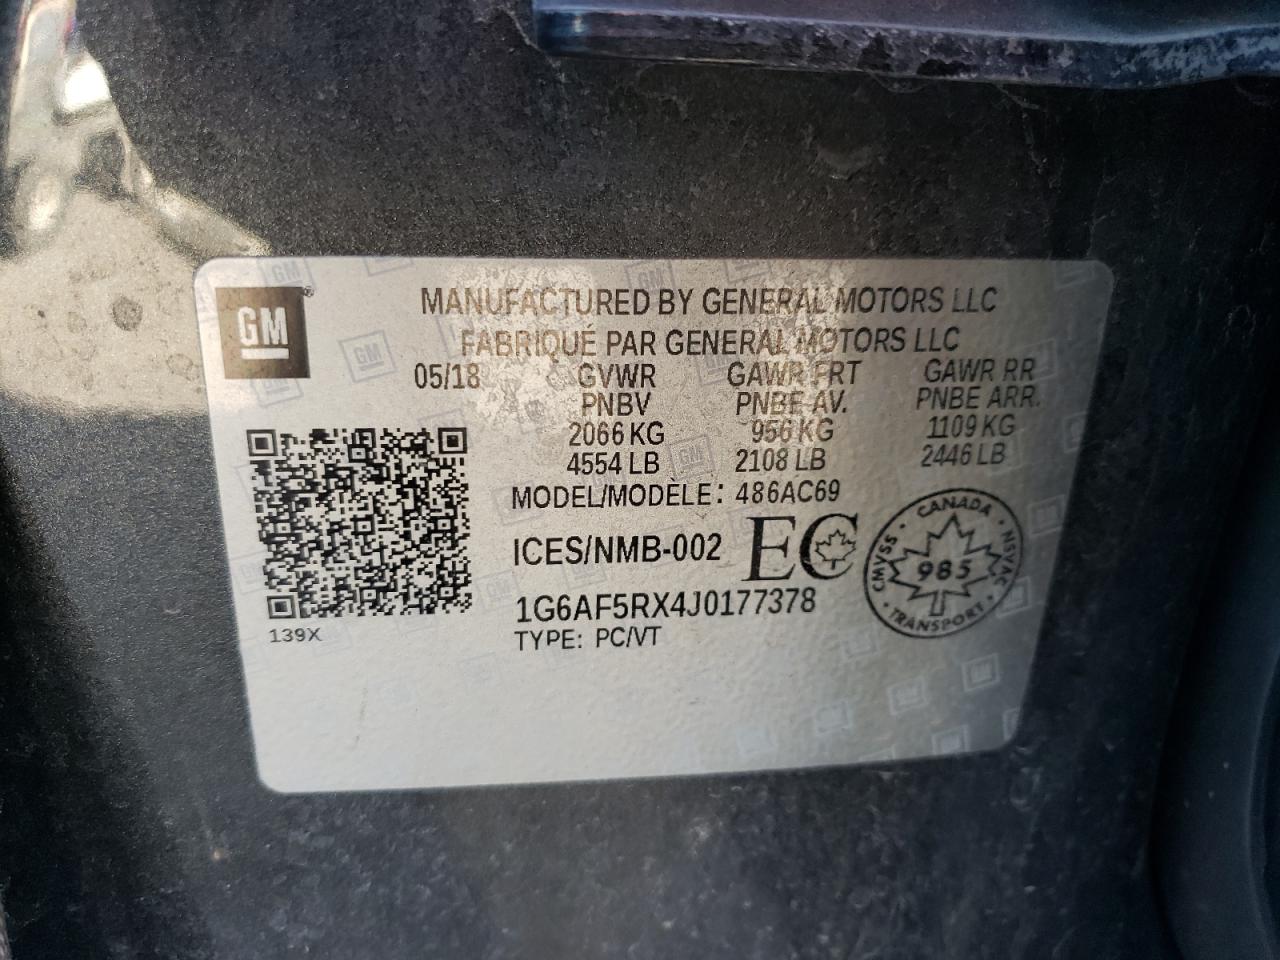 GM
MANUFACTURED BY GENERAL MOTORS LLC
FABRIQUÉ PAR GENERAL MOTORS LLC
05/18 GVWR GAWR FRT GAWR RR
PNBV PNBE AV. PNBE ARR.
2066 KG 956 KG 1109 KG
4554 LB 2108 LB 2446 LB
MODEL/MODÈLE: 486AC69
ICES/NMB-002 EC
CANADA
CMVSS 985 NSVAC
TRANSPORT
1G6AF5RX4J0177378
TYPE: PC/VT
139X